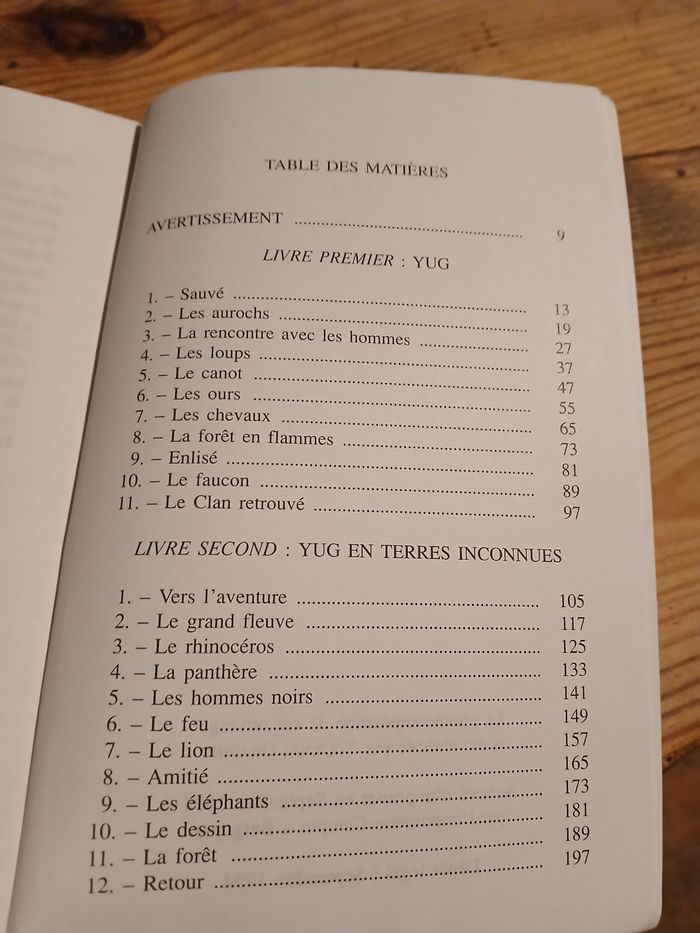 TABLE DES MATIÈRES
AVERTISSEMENT .......... 9
LIVRE PREMIER : YUG
1. – Sauvé .......... 13
2. – Les aurochs .......... 19
3. – La rencontre avec les hommes .......... 27
4. – Les loups .......... 37
5. – Le canot .......... 47
6. – Les ours .......... 55
7. – Les chevaux .......... 65
8. – La forêt en flammes .......... 73
9. – Enlisé .......... 81
10. – Le faucon .......... 89
11. – Le Clan retrouvé .......... 97
LIVRE SECOND : YUG EN TERRES INCONNUES
1. – Vers l'aventure .......... 105
2. – Le grand fleuve .......... 117
3. – Le rhinocéros .......... 125
4. – La panthère .......... 133
5. – Les hommes noirs .......... 141
6. – Le feu .......... 149
7. – Le lion .......... 157
8. – Amitié .......... 165
9. – Les éléphants .......... 173
10. – Le dessin .......... 181
11. – La forêt .......... 189
12. – Retour .......... 197